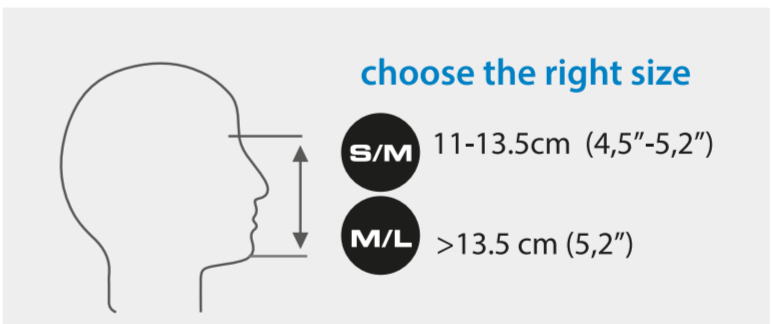 choose the right size
S/M 11-13.5cm (4,5”-5,2”)
M/L >13.5 cm (5,2”)